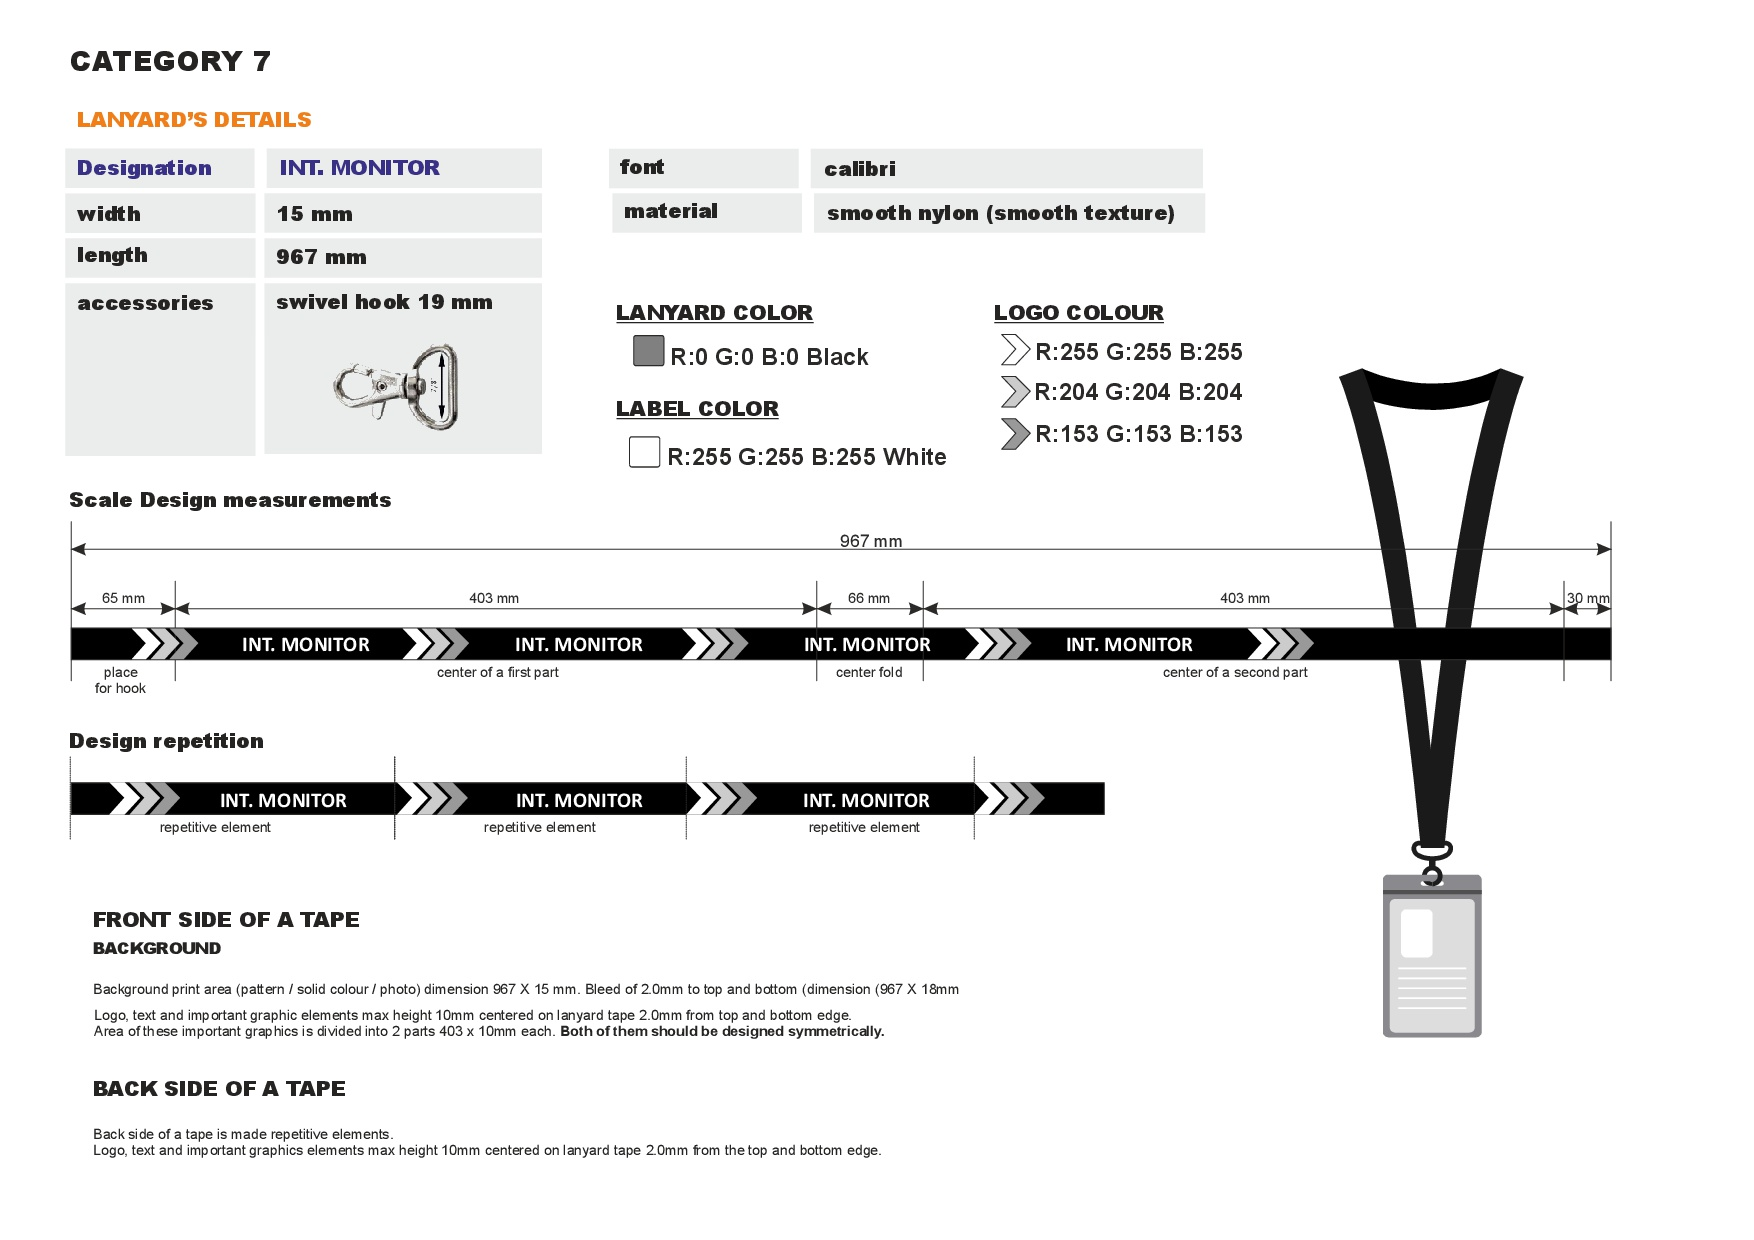 CATEGORY 7
LANYARD'S DETAILS
Designation INT. MONITOR
width 15 mm
length 967 mm
accessories swivel hook 19 mm
7/8"
font calibri
material smooth nylon (smooth texture)
LANYARD COLOR
R:0 G:0 B:0 Black
LABEL COLOR
R:255 G:255 B:255 White
LOGO COLOUR
R:255 G:255 B:255
R:204 G:204 B:204
R:153 G:153 B:153
Scale Design measurements
967 mm
65 mm 403 mm 66 mm 403 mm 30 mm
INT. MONITOR INT. MONITOR INT. MONITOR INT. MONITOR
place center of a first part center fold center of a second part
for hook
Design repetition
INT. MONITOR INT. MONITOR INT. MONITOR
repetitive element repetitive element repetitive element
FRONT SIDE OF A TAPE
BACKGROUND
Background print area (pattern / solid colour / photo) dimension 967 X 15 mm. Bleed of 2.0mm to top and bottom (dimension (967 X 18mm
Logo, text and important graphic elements max height 10mm centered on lanyard tape 2.0mm from top and bottom edge.
Area of these important graphics is divided into 2 parts 403 x 10mm each. Both of them should be designed symmetrically.
BACK SIDE OF A TAPE
Back side of a tape is made repetitive elements.
Logo, text and important graphics elements max height 10mm centered on lanyard tape 2.0mm from the top and bottom edge.